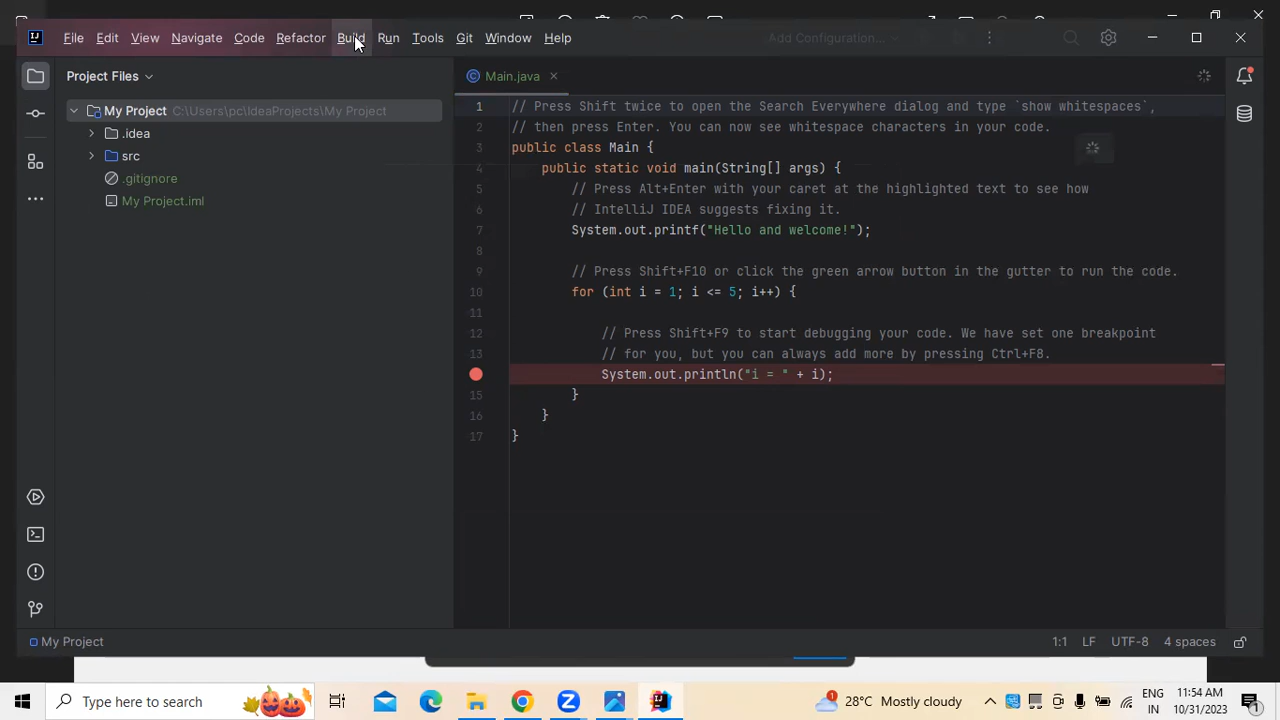 File Edit View Navigate Code Refactor Build Run Tools Git Window Help Add Configuration...
Project Files
Main.java
My Project C:\Users\pc\IdeaProjects\My Project
.idea
src
.gitignore
My Project.iml
1 // Press Shift twice to open the Search Everywhere dialog and type `show whitespaces`,
2 // then press Enter. You can now see whitespace characters in your code.
3 public class Main {
4 public static void main(String[] args) {
5 // Press Alt+Enter with your caret at the highlighted text to see how
6 // IntelliJ IDEA suggests fixing it.
7 System.out.printf("Hello and welcome!");
8
9 // Press Shift+F10 or click the green arrow button in the gutter to run the code.
10 for (int i = 1; i <= 5; i++) {
11
12 // Press Shift+F9 to start debugging your code. We have set one breakpoint
13 // for you, but you can always add more by pressing Ctrl+F8.
System.out.println("i = " + i);
15 }
16 }
17 }
My Project 1:1 LF UTF-8 4 spaces
Type here to search
1 28°C Mostly cloudy
ENG 11:54 AM
IN 10/31/2023 1